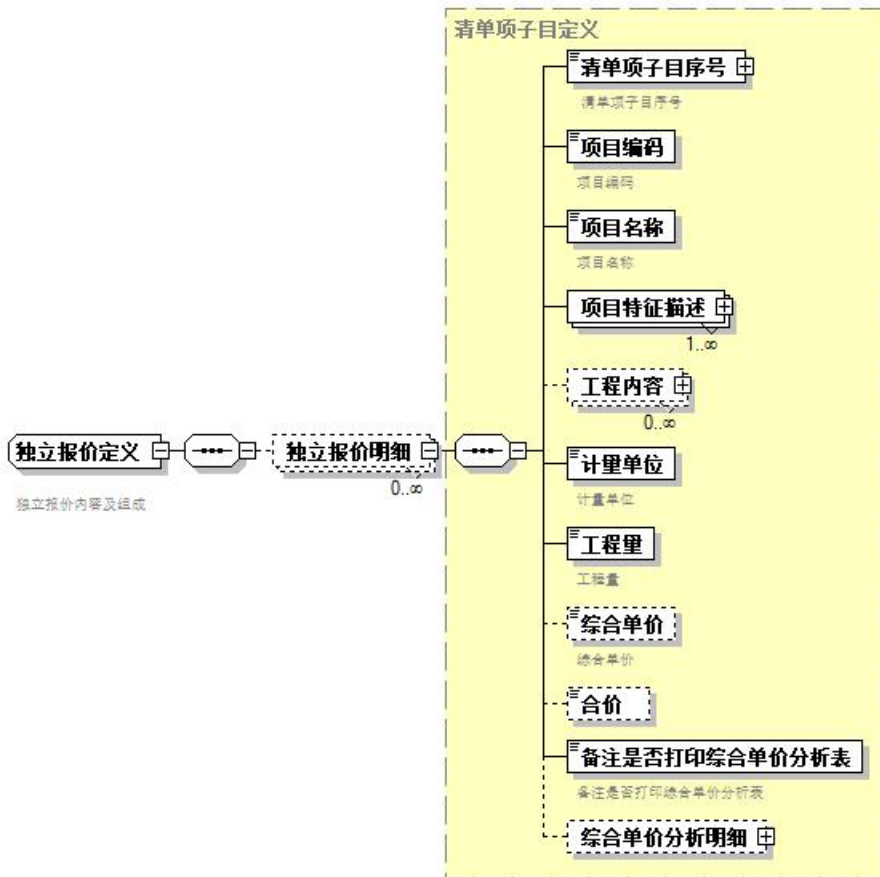 清单项子目定义
清单项子目序号
清单项子目序号
项目编码
项目编码
项目名称
项目名称
项目特征描述
1..∞
工程内容
0..∞
独立报价定义
独立报价内容及组成
独立报价明细
0..∞
计量单位
计量单位
工程量
工程量
综合单价
综合单价
合价
备注是否打印综合单价分析表
备注是否打印综合单价分析表
综合单价分析明细